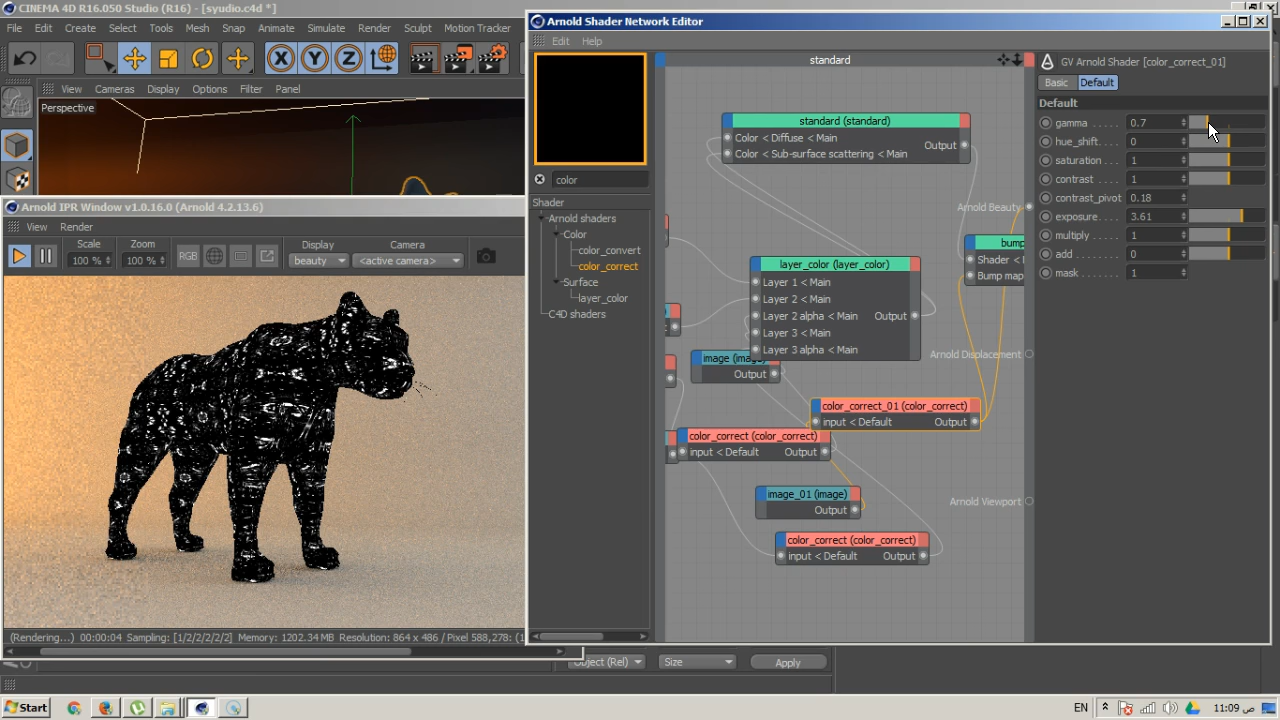 CINEMA 4D R16.050 Studio (R16) - [syudio.c4d *]
File Edit Create Select Tools Mesh Snap Animate Simulate Render Sculpt Motion Tracker
X Y Z
View Cameras Display Options Filter Panel
Perspective
Arnold IPR Window v1.0.16.0 (Arnold 4.2.13.6)
View Render
Scale Zoom Display Camera
100 % 100 % RGB beauty <active camera>
(Rendering...) 00:00:04 Sampling: [1/2/2/2/2/2] Memory: 1202.34 MB Resolution: 864 x 486 / Pixel 588,278: (1
Object (Rel) Size Apply
Arnold Shader Network Editor
Edit Help
color
Shader
Arnold shaders
Color
color_convert
color_correct
Surface
layer_color
C4D shaders
standard
standard (standard)
Color < Diffuse < Main
Color < Sub-surface scattering < Main
Output
Arnold Beauty
bump
Shader <
Bump map
layer_color (layer_color)
Layer 1 < Main
Layer 2 < Main
Layer 2 alpha < Main
Output
Layer 3 < Main
Layer 3 alpha < Main
image (ima
Output
Arnold Displacement
color_correct_01 (color_correct)
input < Default Output
color_correct (color_correct)
input < Default Output
image_01 (image)
Output
Arnold Viewport
color_correct (color_correct)
input < Default Output
GV Arnold Shader [color_correct_01]
Basic Default
Default
gamma ..... 0.7
hue_shift... 0
saturation . 1
contrast ... 1
contrast_pivot 0.18
exposure... 3.61
multiply ... 1
add ....... 0
mask ...... 1
Start EN 11:09 ص